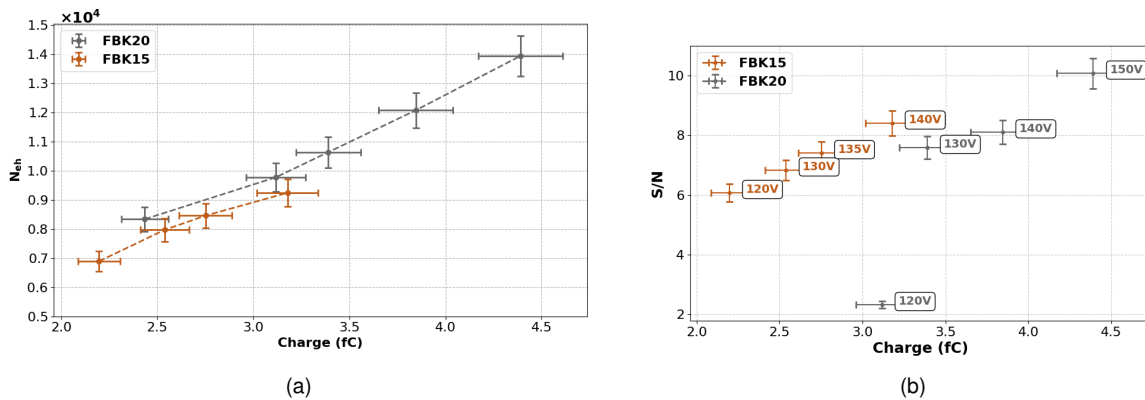 ×10⁴
1.5
1.4
1.3
1.2
1.1
1.0
0.9
0.8
0.7
0.6
0.5
N_eh
FBK20
FBK15
2.0 2.5 3.0 3.5 4.0 4.5
Charge (fC)
(a)
10
8
6
4
2
S/N
FBK15
FBK20
150V
140V
140V
130V
135V
130V
120V
120V
2.0 2.5 3.0 3.5 4.0 4.5
Charge (fC)
(b)